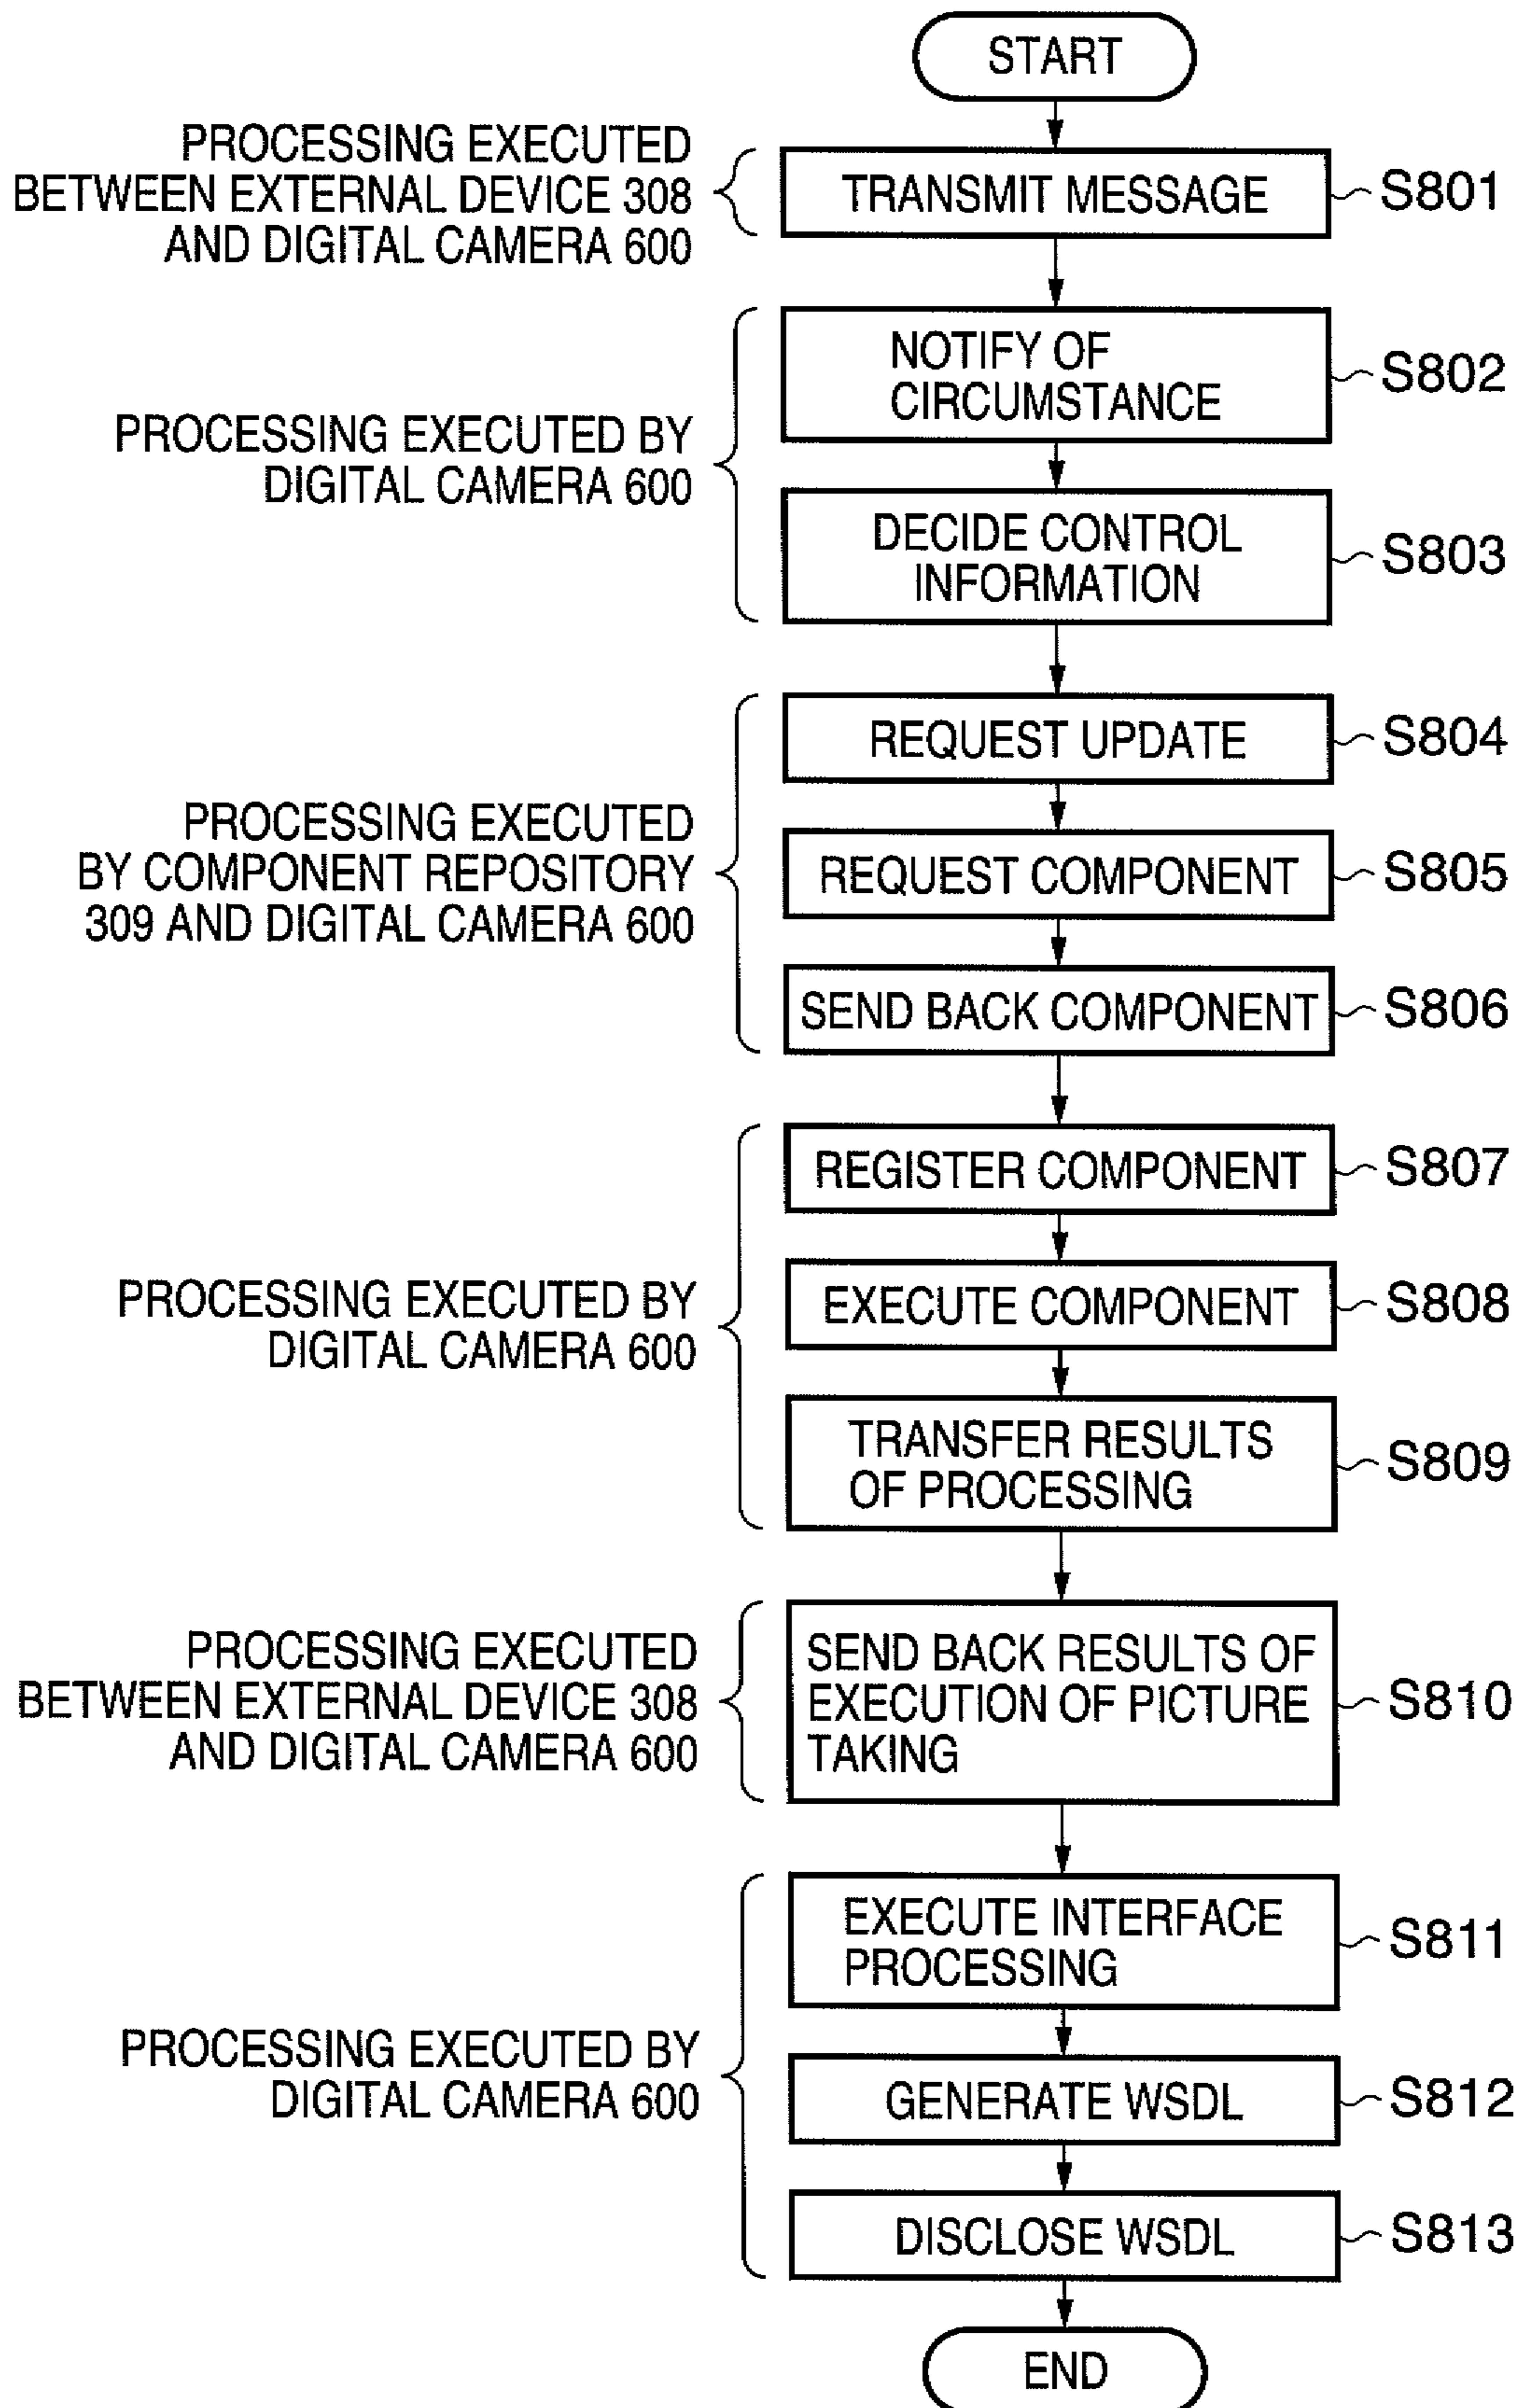 START
PROCESSING EXECUTED
BETWEEN EXTERNAL DEVICE 308
AND DIGITAL CAMERA 600
TRANSMIT MESSAGE
S801
PROCESSING EXECUTED BY
DIGITAL CAMERA 600
NOTIFY OF
CIRCUMSTANCE
S802
DECIDE CONTROL
INFORMATION
S803
PROCESSING EXECUTED
BY COMPONENT REPOSITORY
309 AND DIGITAL CAMERA 600
REQUEST UPDATE
S804
REQUEST COMPONENT
S805
SEND BACK COMPONENT
S806
PROCESSING EXECUTED BY
DIGITAL CAMERA 600
REGISTER COMPONENT
S807
EXECUTE COMPONENT
S808
TRANSFER RESULTS
OF PROCESSING
S809
PROCESSING EXECUTED
BETWEEN EXTERNAL DEVICE 308
AND DIGITAL CAMERA 600
SEND BACK RESULTS OF
EXECUTION OF PICTURE
TAKING
S810
PROCESSING EXECUTED BY
DIGITAL CAMERA 600
EXECUTE INTERFACE
PROCESSING
S811
GENERATE WSDL
S812
DISCLOSE WSDL
S813
END